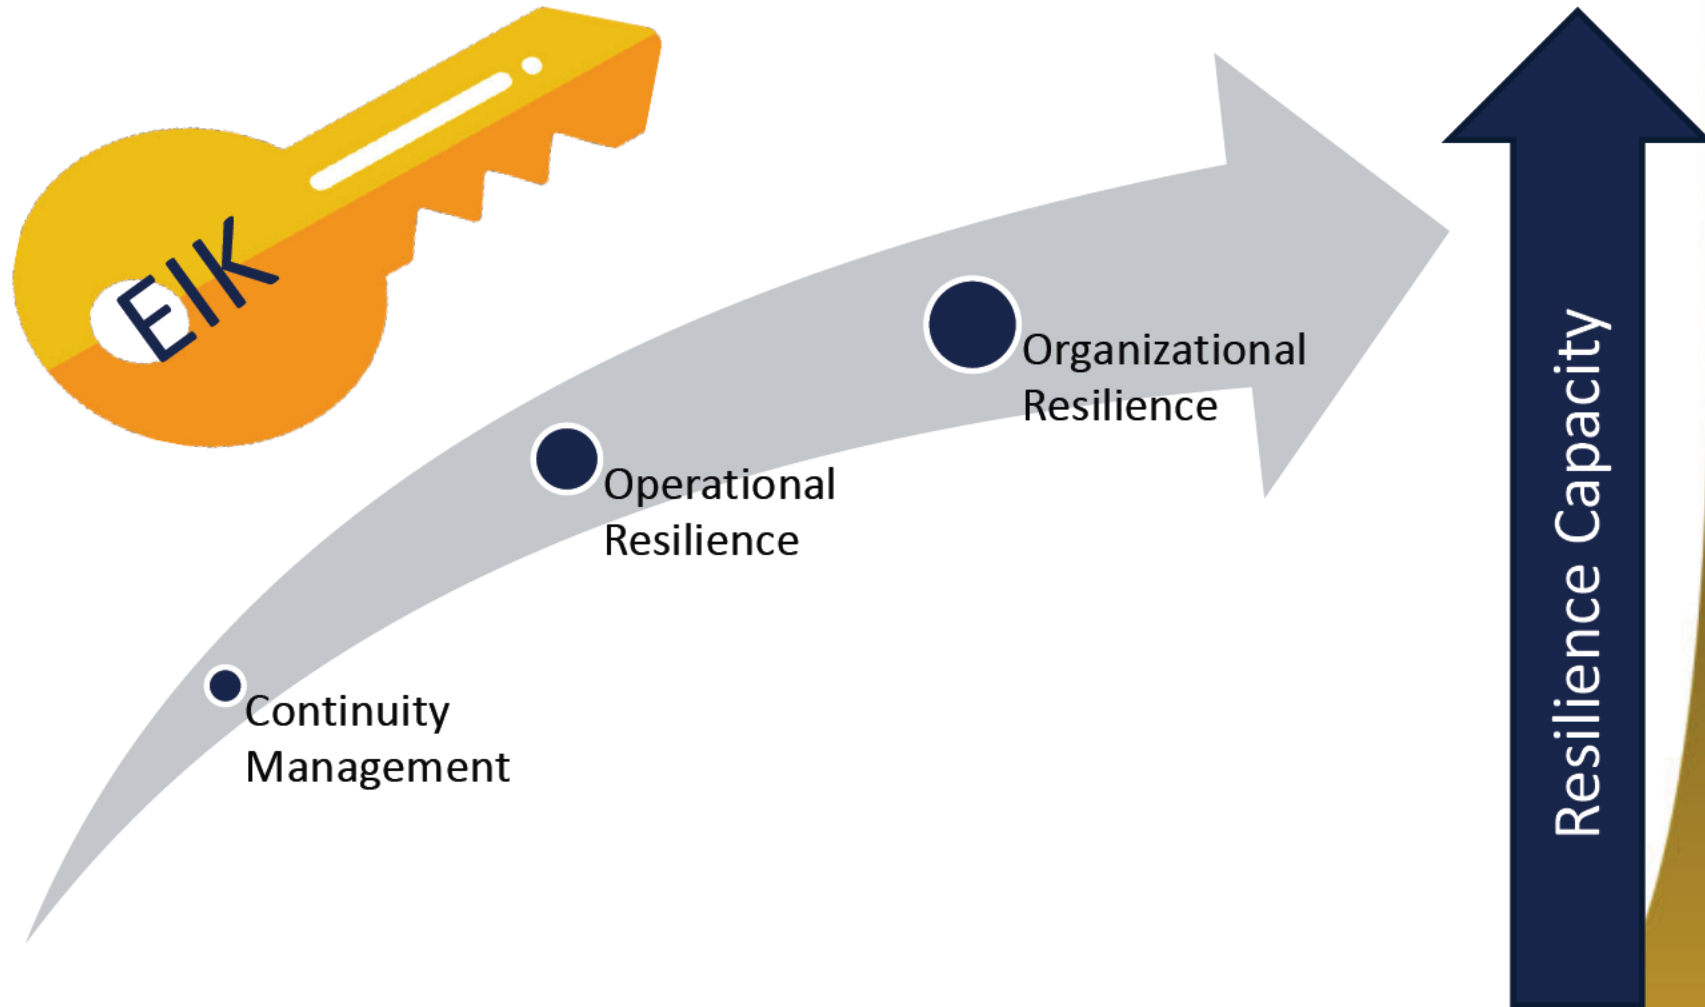 EIK
Organizational
Resilience
Operational
Resilience
Continuity
Management
Resilience Capacity